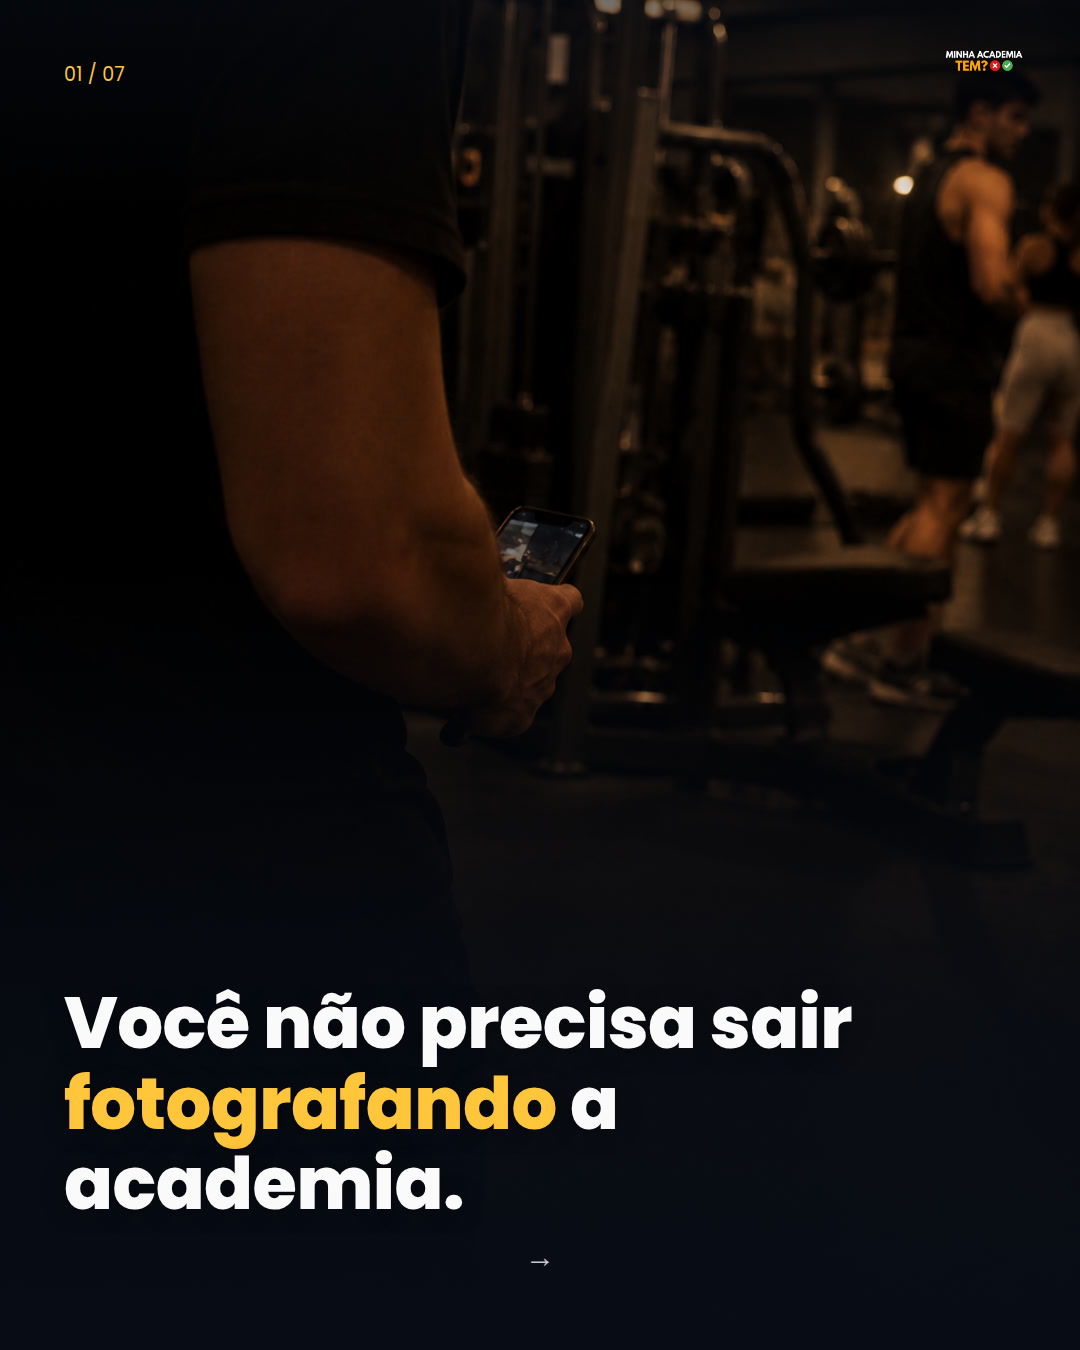 01 / 07
MINHA ACADEMIA
TEM?
Você não precisa sair
fotografando a
academia.
→